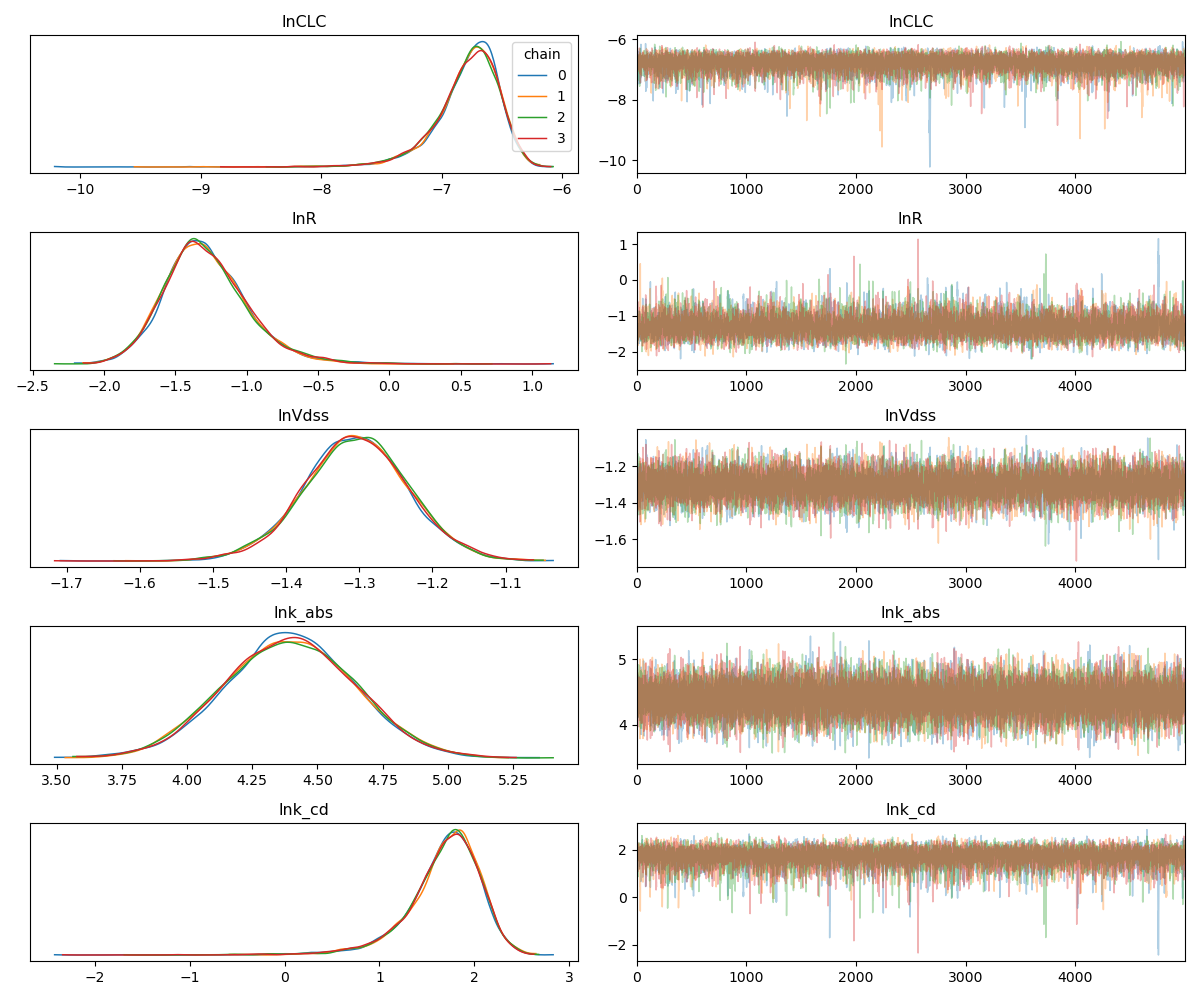 lnCLC
chain
0
1
2
3
−10 −9 −8 −7 −6
lnCLC
−6
−8
−10
0 1000 2000 3000 4000
lnR
−2.5 −2.0 −1.5 −1.0 −0.5 0.0 0.5 1.0
lnR
1
0
−1
−2
0 1000 2000 3000 4000
lnVdss
−1.7 −1.6 −1.5 −1.4 −1.3 −1.2 −1.1
lnVdss
−1.2
−1.4
−1.6
0 1000 2000 3000 4000
lnk_abs
3.50 3.75 4.00 4.25 4.50 4.75 5.00 5.25
lnk_abs
5
4
0 1000 2000 3000 4000
lnk_cd
−2 −1 0 1 2 3
lnk_cd
2
0
−2
0 1000 2000 3000 4000